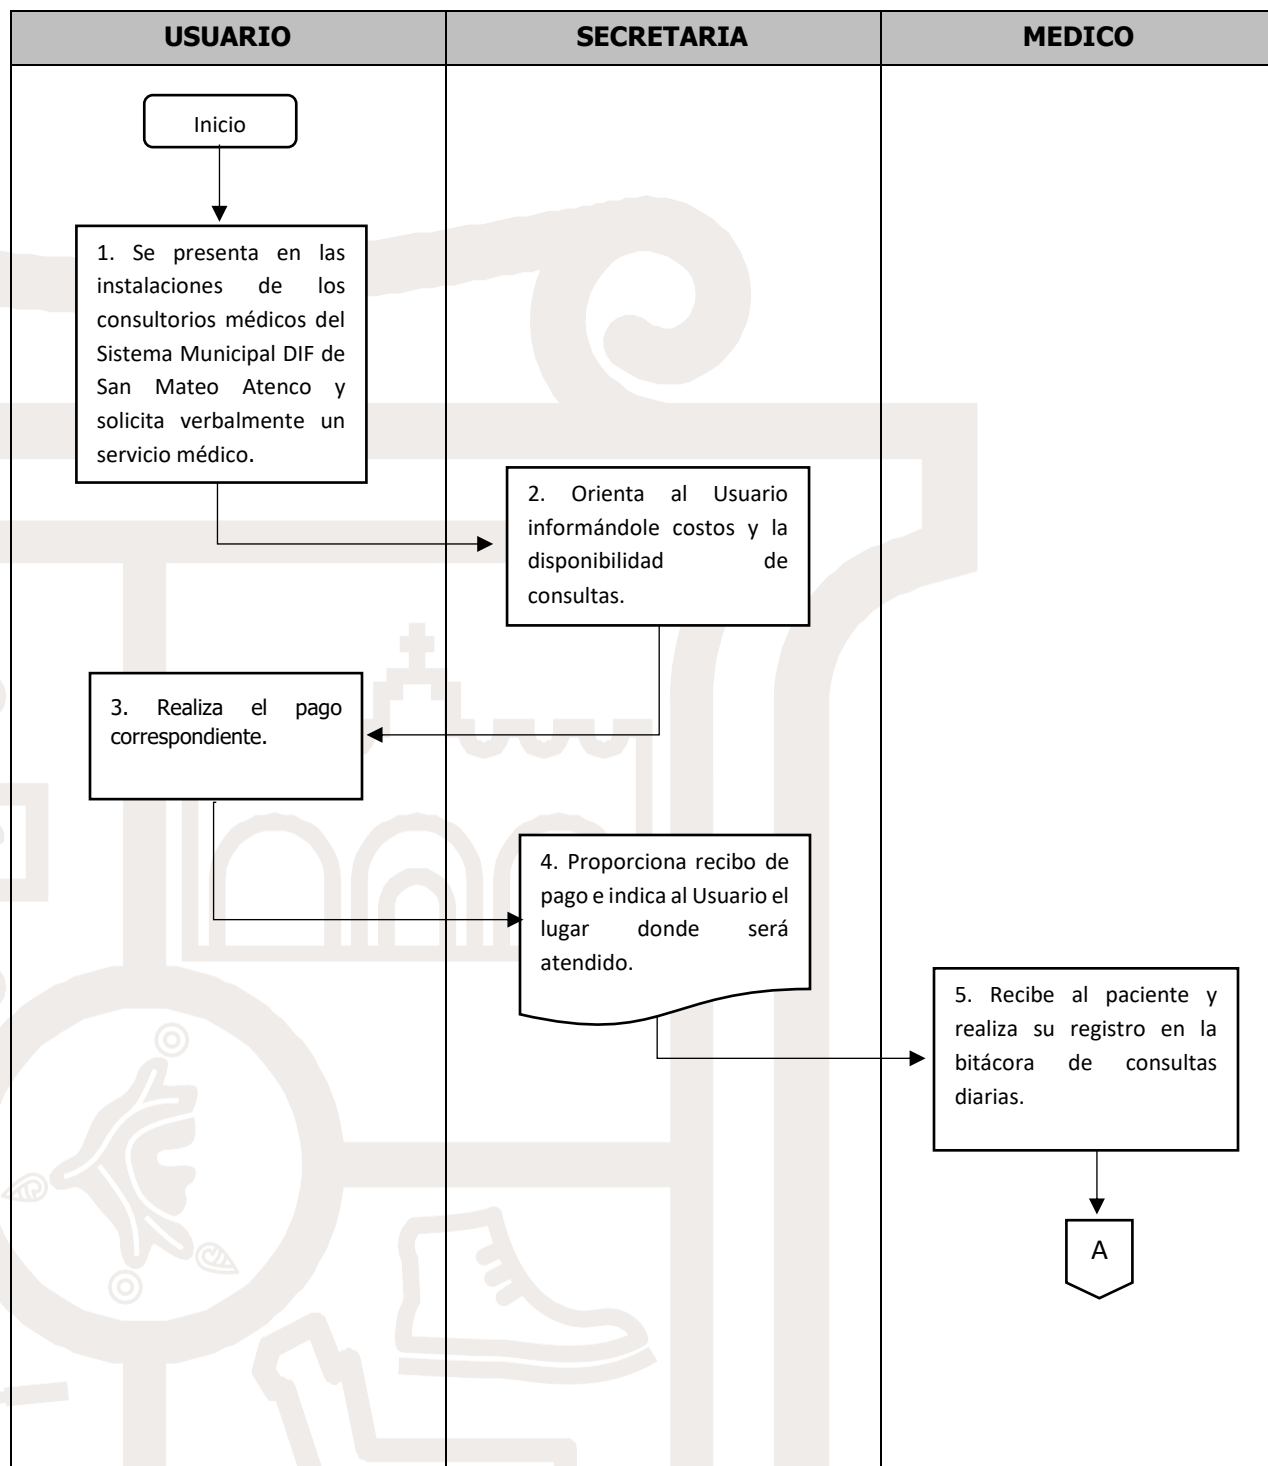 USUARIO
SECRETARIA
MEDICO
Inicio
1. Se presenta en las
instalaciones de los
consultorios médicos del
Sistema Municipal DIF de
San Mateo Atenco y
solicita verbalmente un
servicio médico.
2. Orienta al Usuario
informándole costos y la
disponibilidad de
consultas.
3. Realiza el pago
correspondiente.
4. Proporciona recibo de
pago e indica al Usuario el
lugar donde será
atendido.
5. Recibe al paciente y
realiza su registro en la
bitácora de consultas
diarias.
A